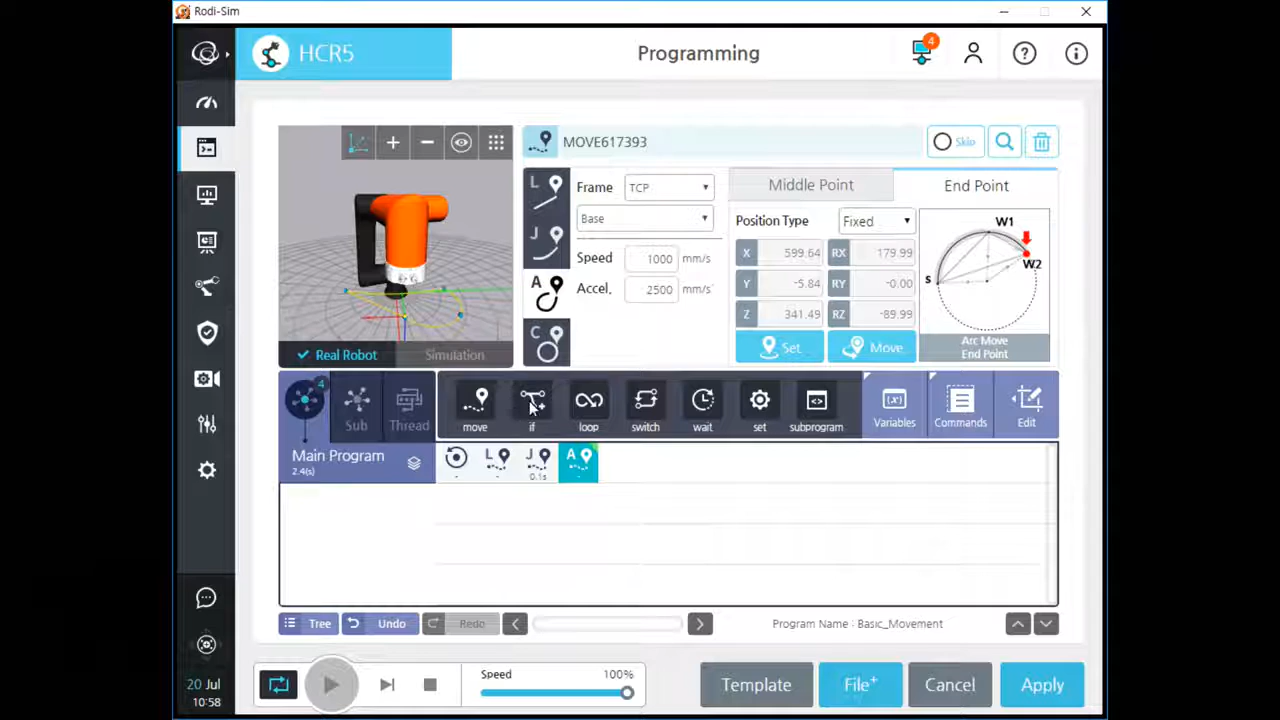 Rodi-Sim
HCR5
Programming
4
MOVE617393
Skip
L
J
A
C
Frame
TCP
Base
Speed
1000
mm/s
Accel.
2500
mm/s²
Middle Point
End Point
Position Type
Fixed
X
599.64
RX
179.99
Y
-5.84
RY
-0.00
Z
341.49
RZ
-89.99
Set
Move
W1
W2
S
Arc Move
End Point
Real Robot
Simulation
4
Sub
Thread
move
if
loop
switch
wait
set
subprogram
Variables
Commands
Edit
Main Program
2.4(s)
-
L
-
J
0.1s
A
-
Tree
Undo
Redo
Program Name : Basic_Movement
20 Jul
10:58
Speed
100%
Template
File+
Cancel
Apply